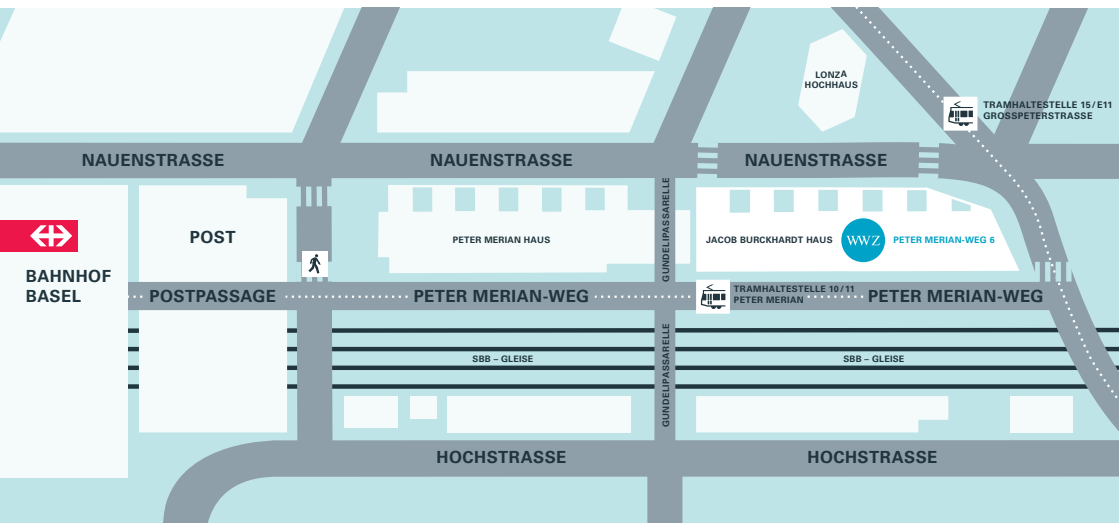 LONZA
HOCHHAUS
TRAMHALTESTELLE 15/E11
GROSSPETERSTRASSE
NAUENSTRASSE
NAUENSTRASSE
NAUENSTRASSE
GUNDELIPASSARELLE
POST
PETER MERIAN HAUS
JACOB BURCKHARDT HAUS
WWZ
PETER MERIAN-WEG 6
BAHNHOF
BASEL
POSTPASSAGE
PETER MERIAN-WEG
TRAMHALTESTELLE 10/11
PETER MERIAN
PETER MERIAN-WEG
GUNDELIPASSARELLE
SBB – GLEISE
SBB – GLEISE
HOCHSTRASSE
HOCHSTRASSE